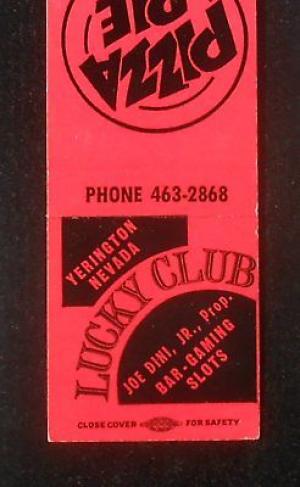 PIZZA
PIE
PHONE 463-2868
YERINGTON
NEVADA
LUCKY CLUB
JOE DINI, JR., Prop-
BAR-GAMING
SLOTS
CLOSE COVER FOR SAFETY